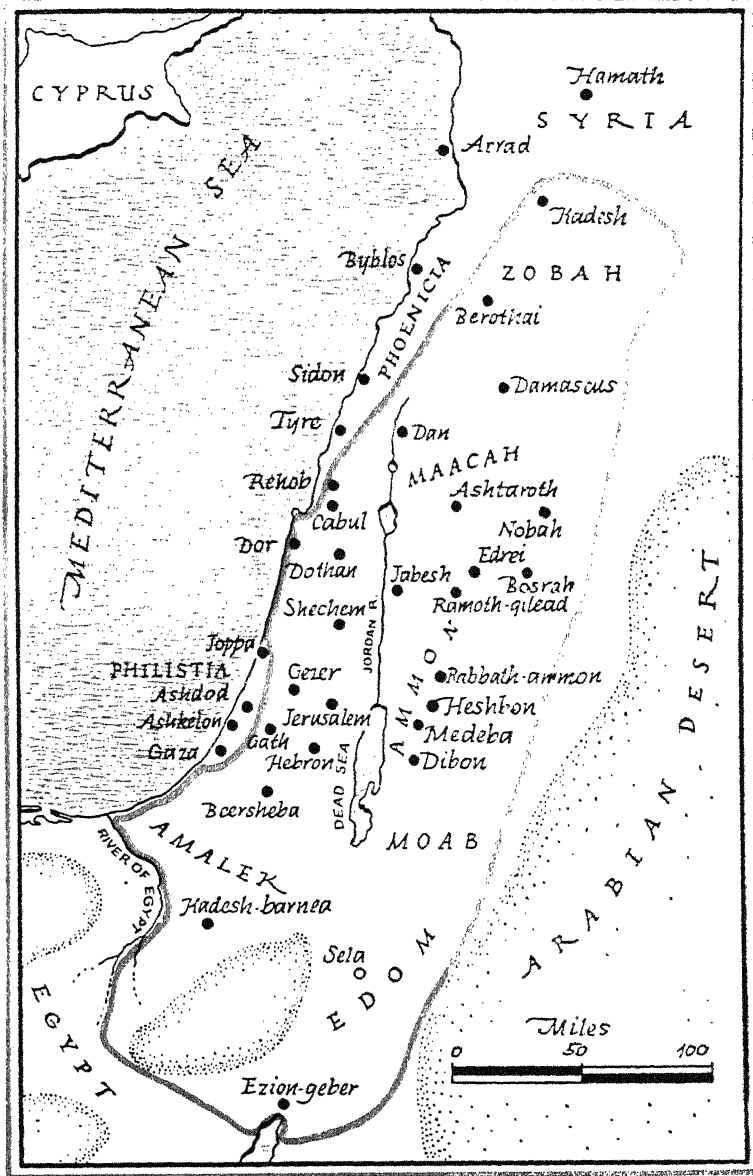 Hamath
CYPRUS
SYRIA
Arrad
MEDITERRANEAN SEA
Kadesh
Byblos
ZOBAH
PHOENICIA
Berothai
Sidon
Damascus
Tyre
Dan
MAACAH
Rehob
Ashtaroth
Cabul
Nobah
Dor
Edrei
Dothan
Jabesh
Bosrah
Ramoth-gilead
Shechem
JORDAN R.
AMMON
Joppa
PHILISTIA
Gezer
Rabbath-ammon
Ashdod
Jerusalem
Heshbon
Ashkelon
Medeba
Gath
Gaza
Hebron
Dibon
DEAD SEA
Beersheba
MOAB
AMALEK
RIVER OF EGYPT
Kadesh-barnea
ARABIAN DESERT
Sela
EDOM
EGYPT
Miles
0 50 100
Ezion-geber